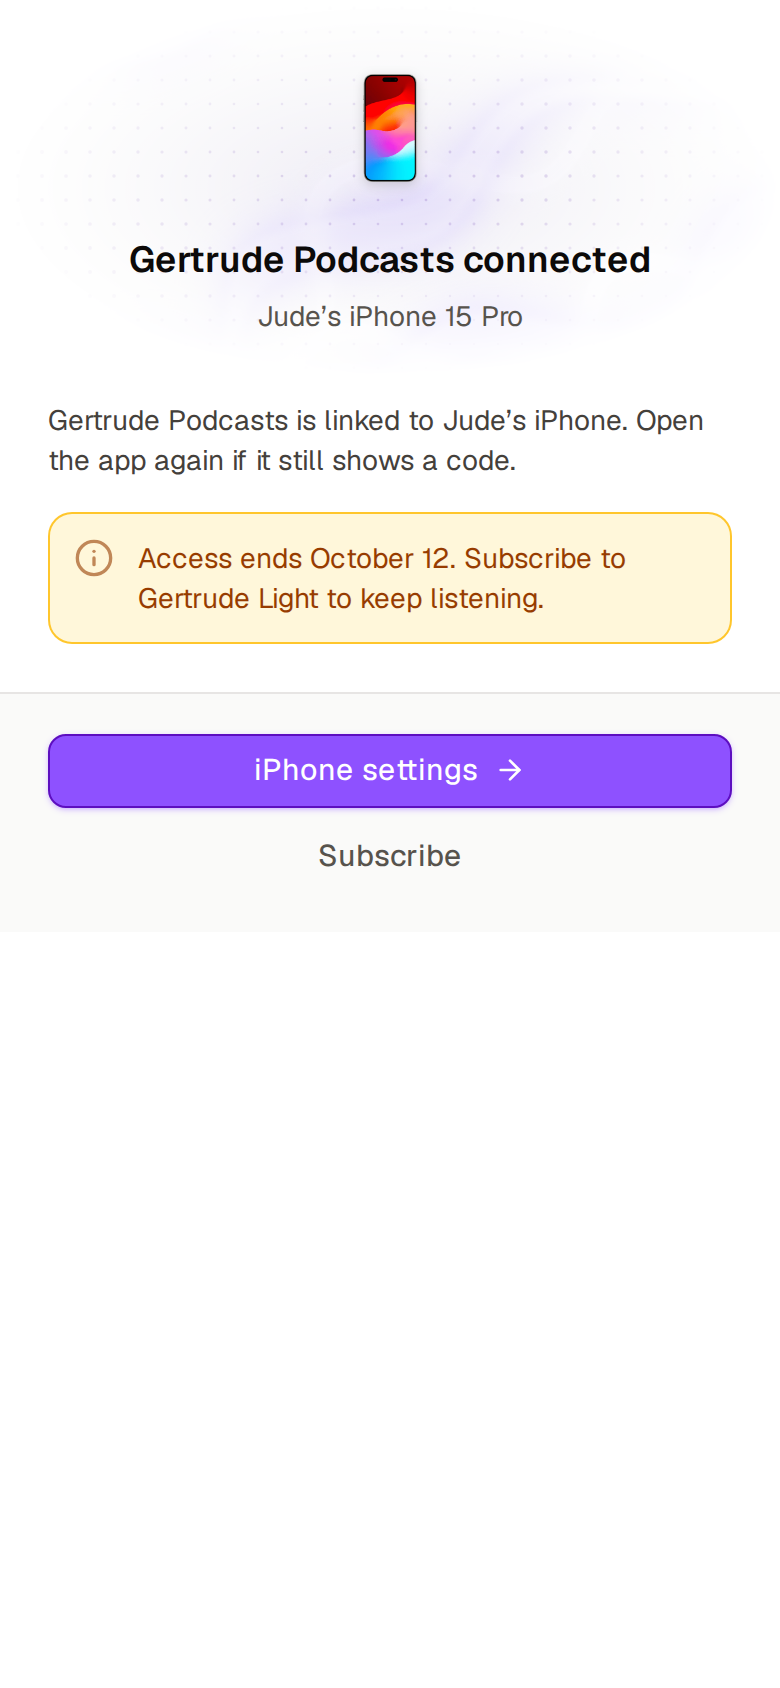 Gertrude Podcasts connected
Jude’s iPhone 15 Pro
Gertrude Podcasts is linked to Jude’s iPhone. Open
the app again if it still shows a code.
Access ends October 12. Subscribe to
Gertrude Light to keep listening.
iPhone settings
Subscribe